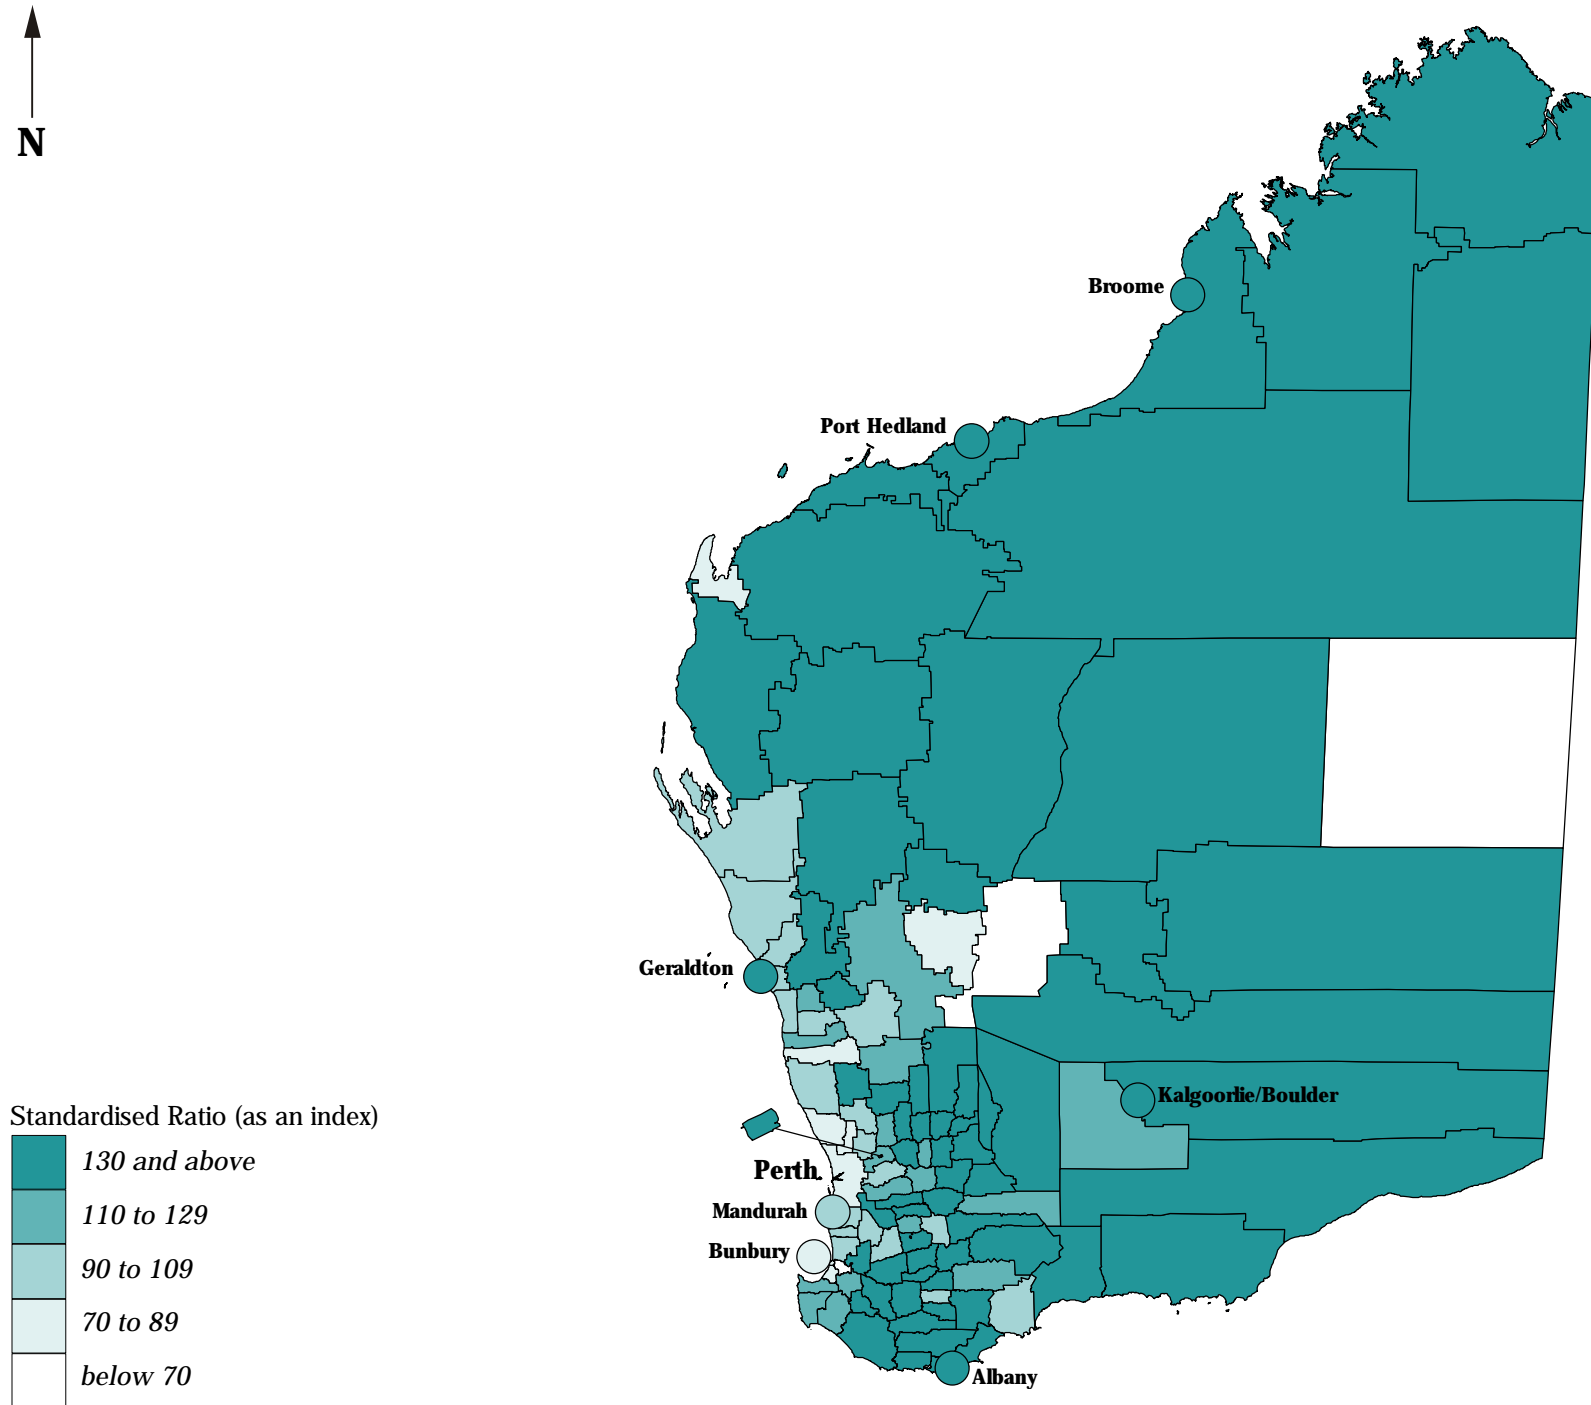 N
Broome
Port Hedland
Geraldton
Kalgoorlie/Boulder
Perth
Mandurah
Bunbury
Albany
Standardised Ratio (as an index)
130 and above
110 to 129
90 to 109
70 to 89
below 70